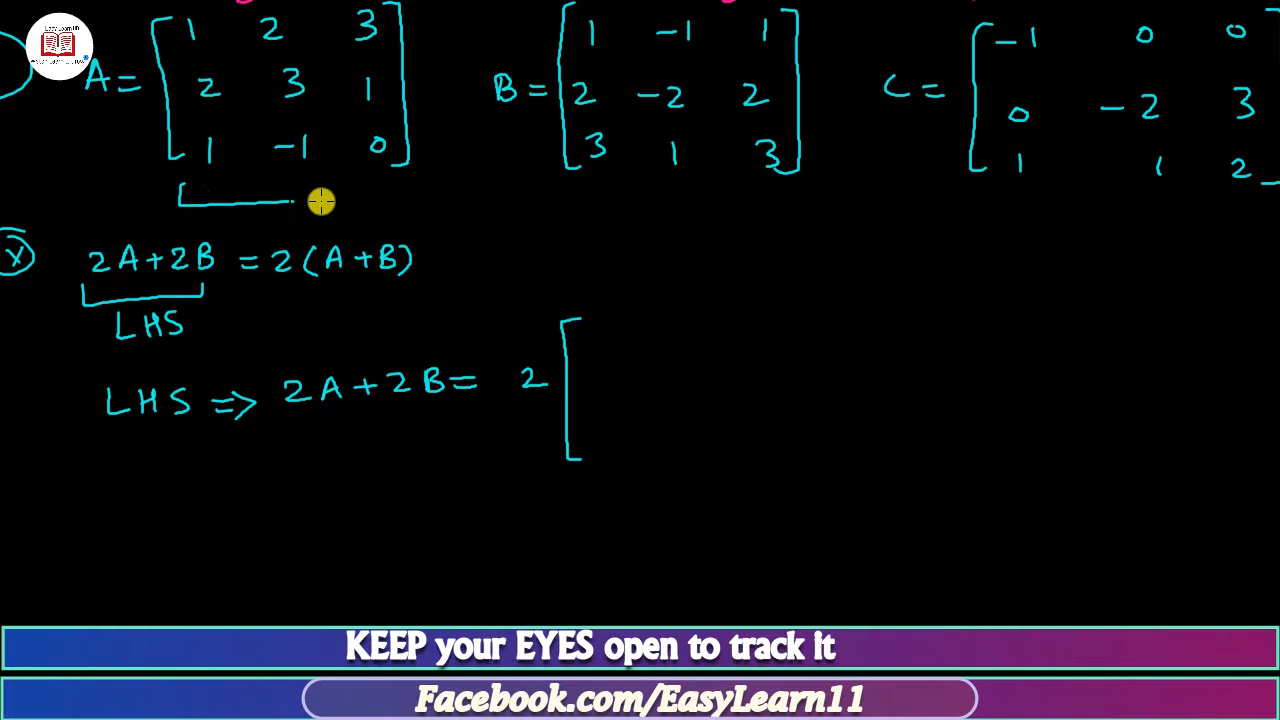 Easy Learn
1 2 3
A = 2 3 1
1 -1 0
1 -1 1
B = 2 -2 2
3 1 3
-1 0 0
C = 0 -2 3
1 1 2
x 2A+2B = 2(A+B)
LHS
LHS => 2A+2B = 2 [
KEEP your EYES open to track it
Facebook.com/EasyLearn11